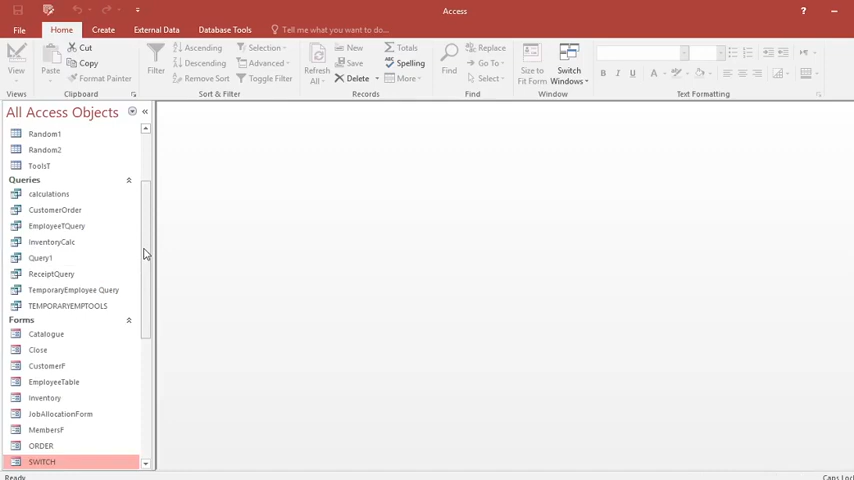 Access
?
File
Home
Create
External Data
Database Tools
Tell me what you want to do...
View
Views
Paste
Cut
Copy
Format Painter
Clipboard
Filter
Ascending
Descending
Remove Sort
Selection
Advanced
Toggle Filter
Sort & Filter
Refresh
All
New
Save
Delete
Totals
Spelling
More
Records
Find
Replace
Go To
Select
Find
Size to
Fit Form
Switch
Windows
Window
B I U
A
Text Formatting
All Access Objects
Random1
Random2
ToolsT
Queries
calculations
CustomerOrder
EmployeeTQuery
InventoryCalc
Query1
ReceiptQuery
TemporaryEmployee Query
TEMPORARYEMPTOOLS
Forms
Catalogue
Close
CustomerF
EmployeeTable
Inventory
JobAllocationForm
MembersF
ORDER
SWITCH
Ready
Caps Loc